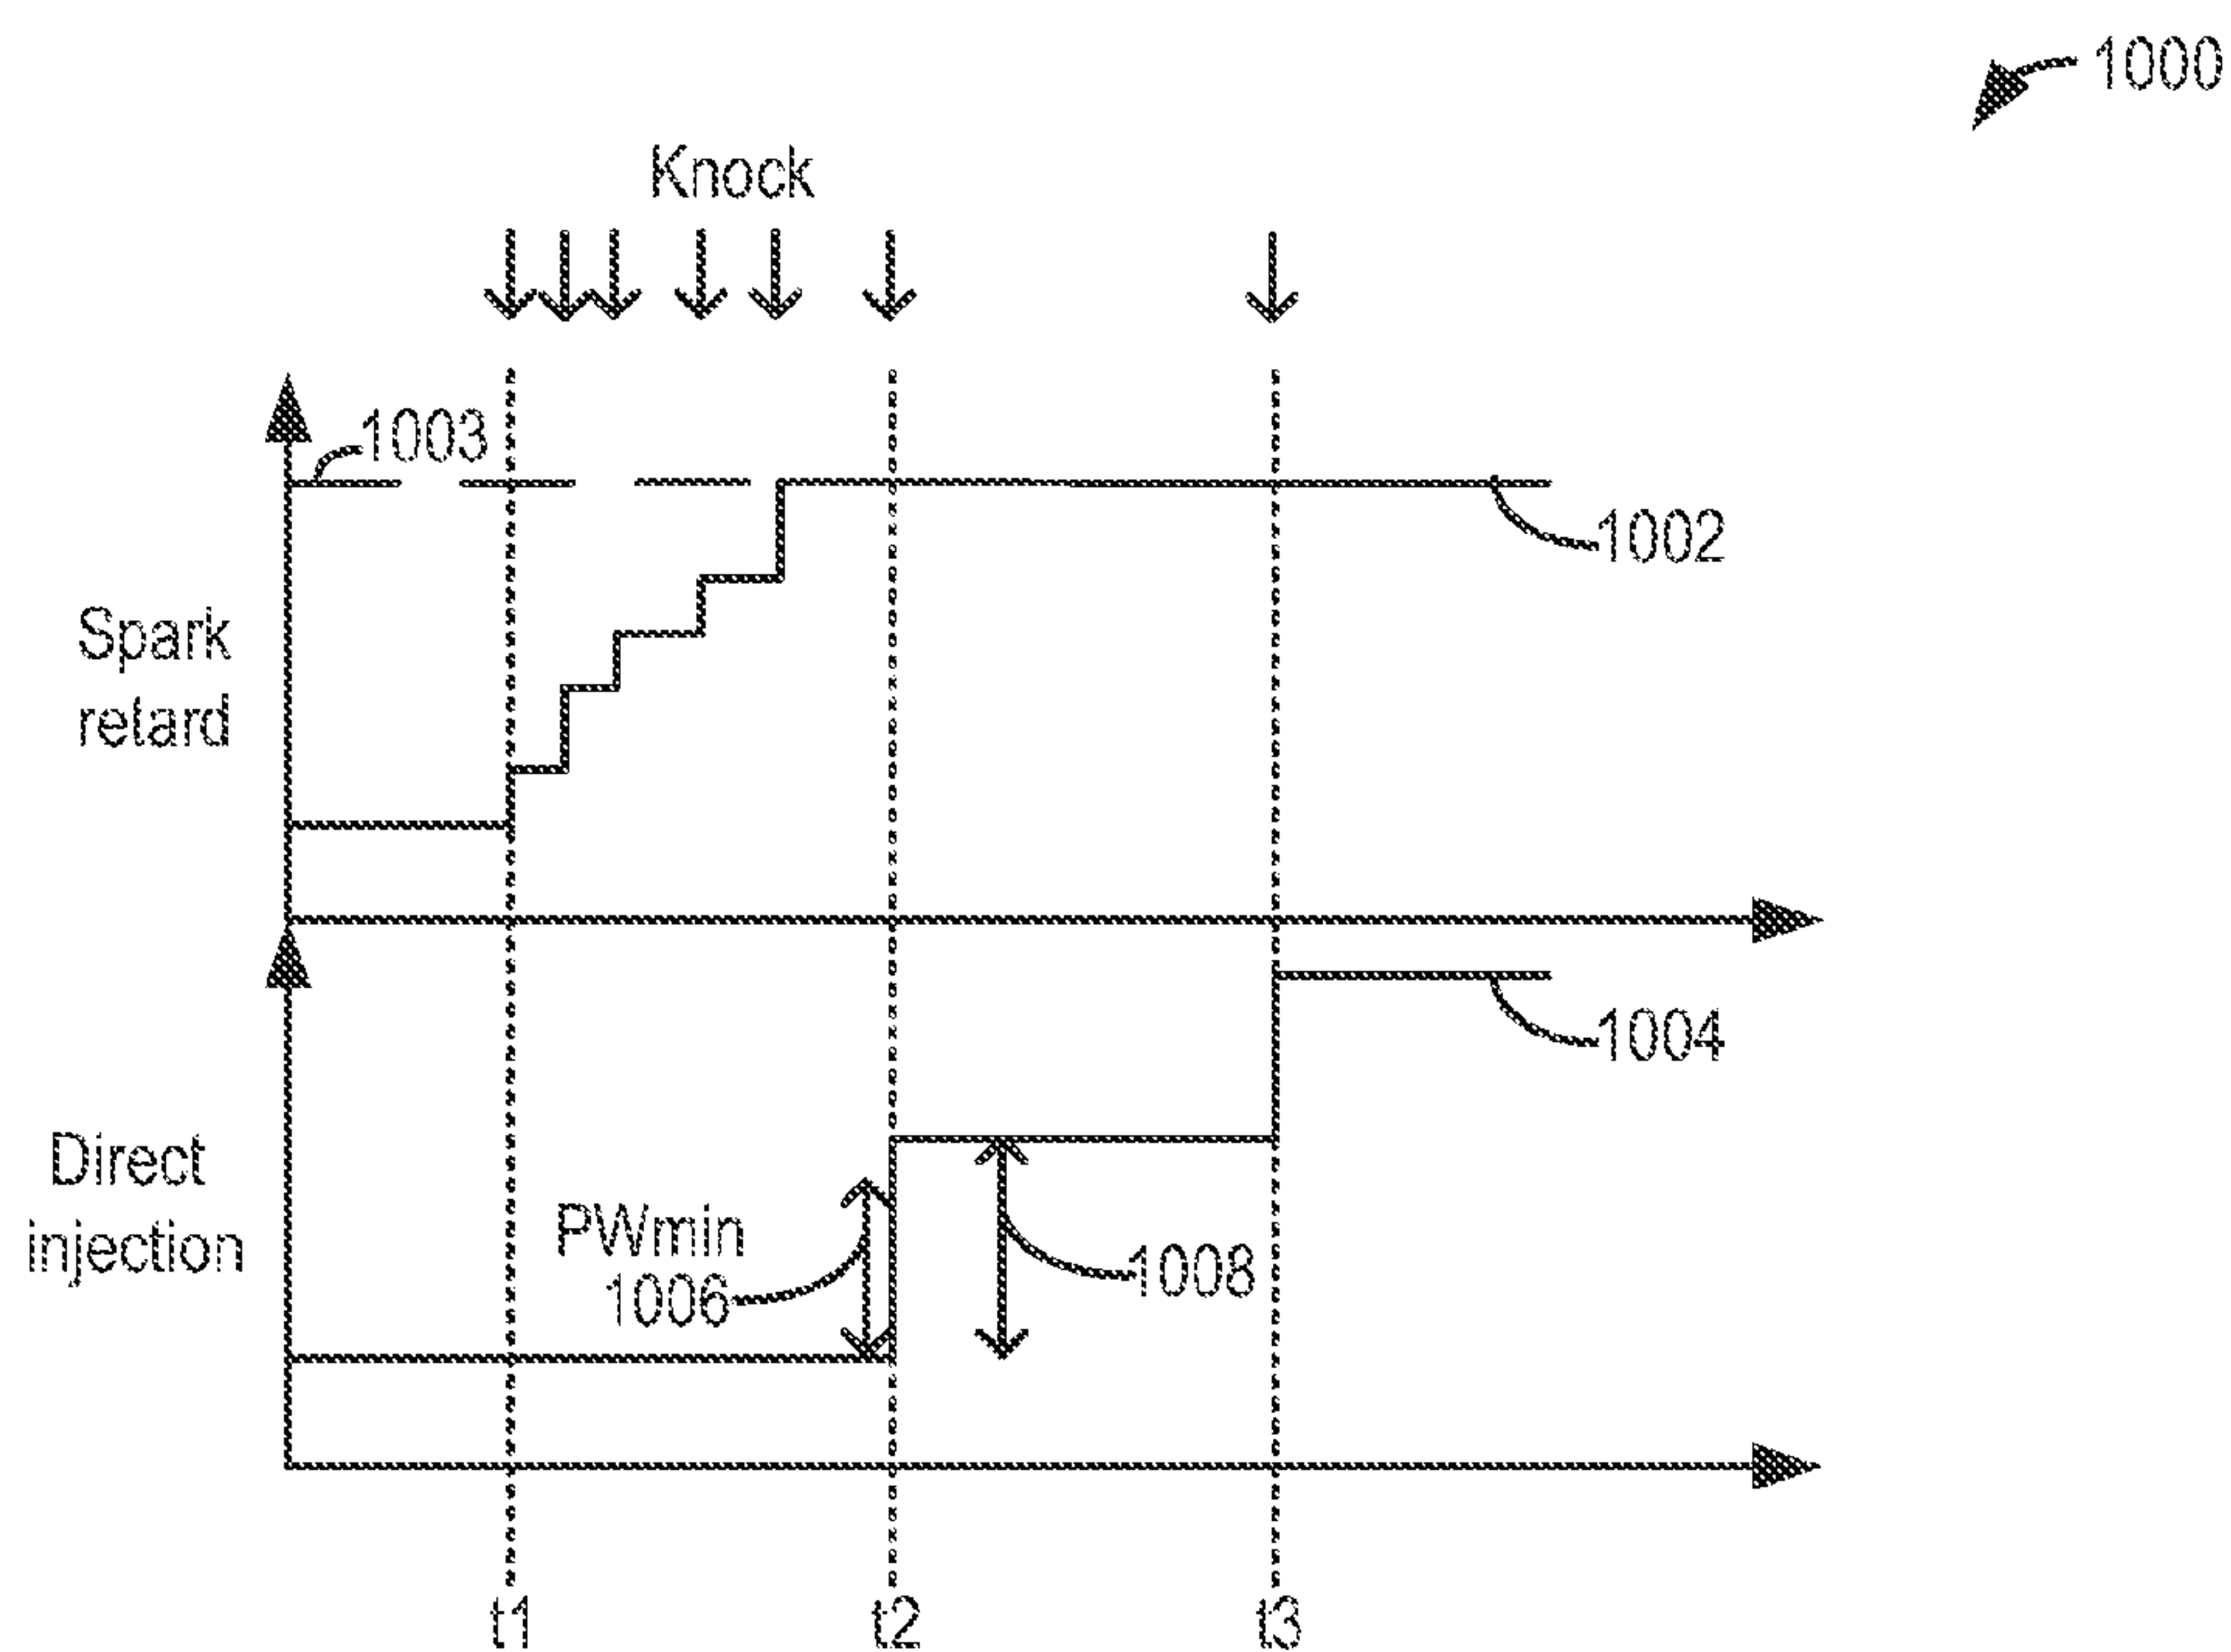 1000
Knock
1003
1002
Spark
retard
1004
Direct
injection
PWmin
1006
1008
t1
t2
t3